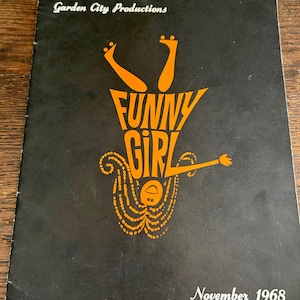 Garden City Productions
FUNNY
GiRL
November 1968